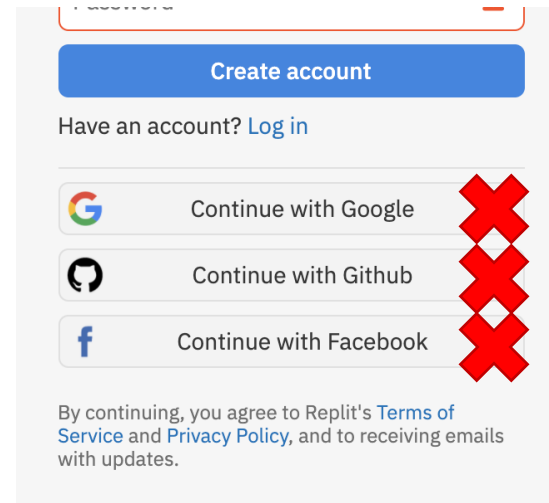 Create account
Have an account? Log in
Continue with Google
Continue with Github
Continue with Facebook
By continuing, you agree to Replit's Terms of
Service and Privacy Policy, and to receiving emails
with updates.